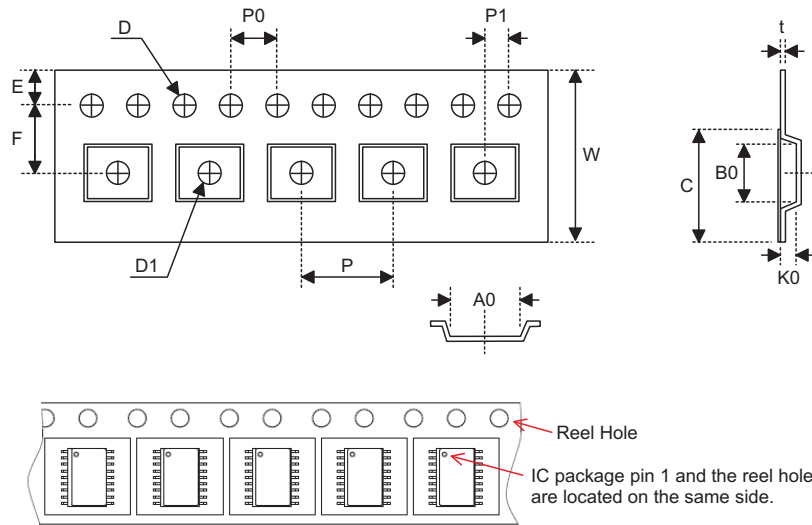 D
P0
P1
t
E
F
W
C
B0
D1
P
K0
A0
Reel Hole
IC package pin 1 and the reel hole
are located on the same side.